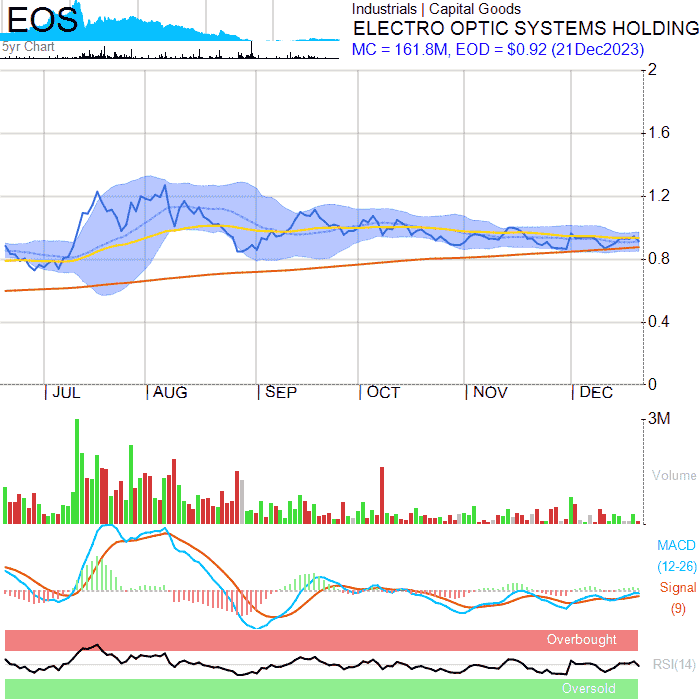 EOS
5yr Chart
Industrials | Capital Goods
ELECTRO OPTIC SYSTEMS HOLDING
MC = 161.8M, EOD = $0.92 (21Dec2023)
2
1.6
1.2
0.8
0.4
0
JUL
AUG
SEP
OCT
NOV
DEC
3M
Volume
MACD
(12-26)
Signal
(9)
Overbought
RSI(14)
Oversold